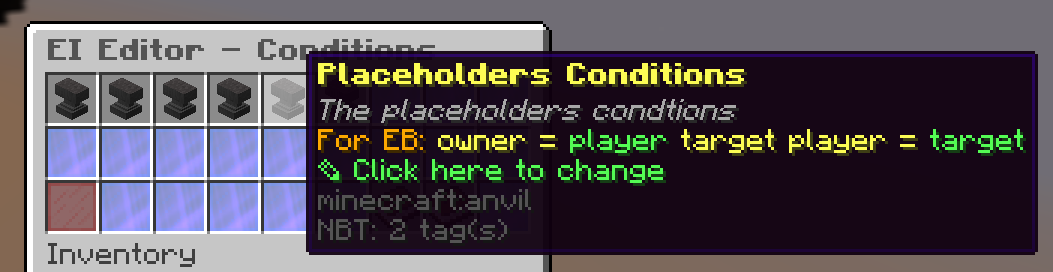 EI Editor - Conditions
Placeholders Conditions
The placeholders condtions
For EB: owner = player target player = target
✎ Click here to change
minecraft:anvil
NBT: 2 tag(s)
Inventory